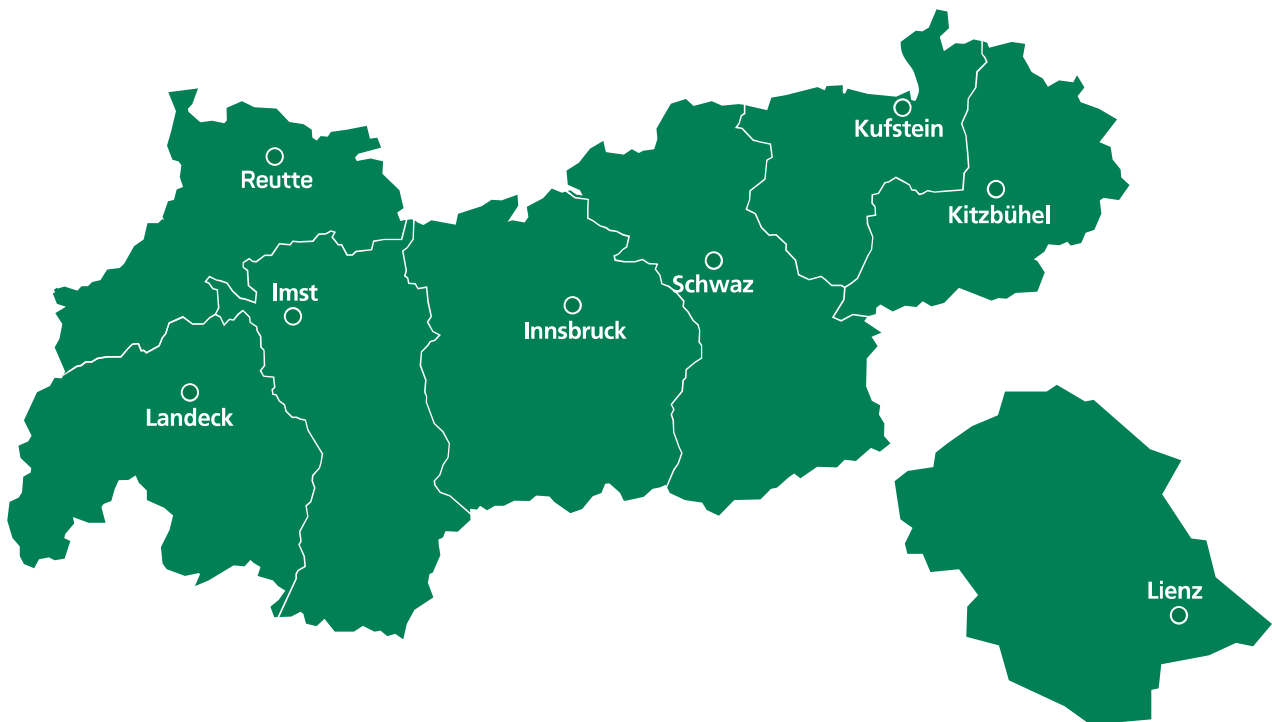 Kufstein
Reutte
Kitzbühel
Schwaz
Imst
Innsbruck
Landeck
Lienz